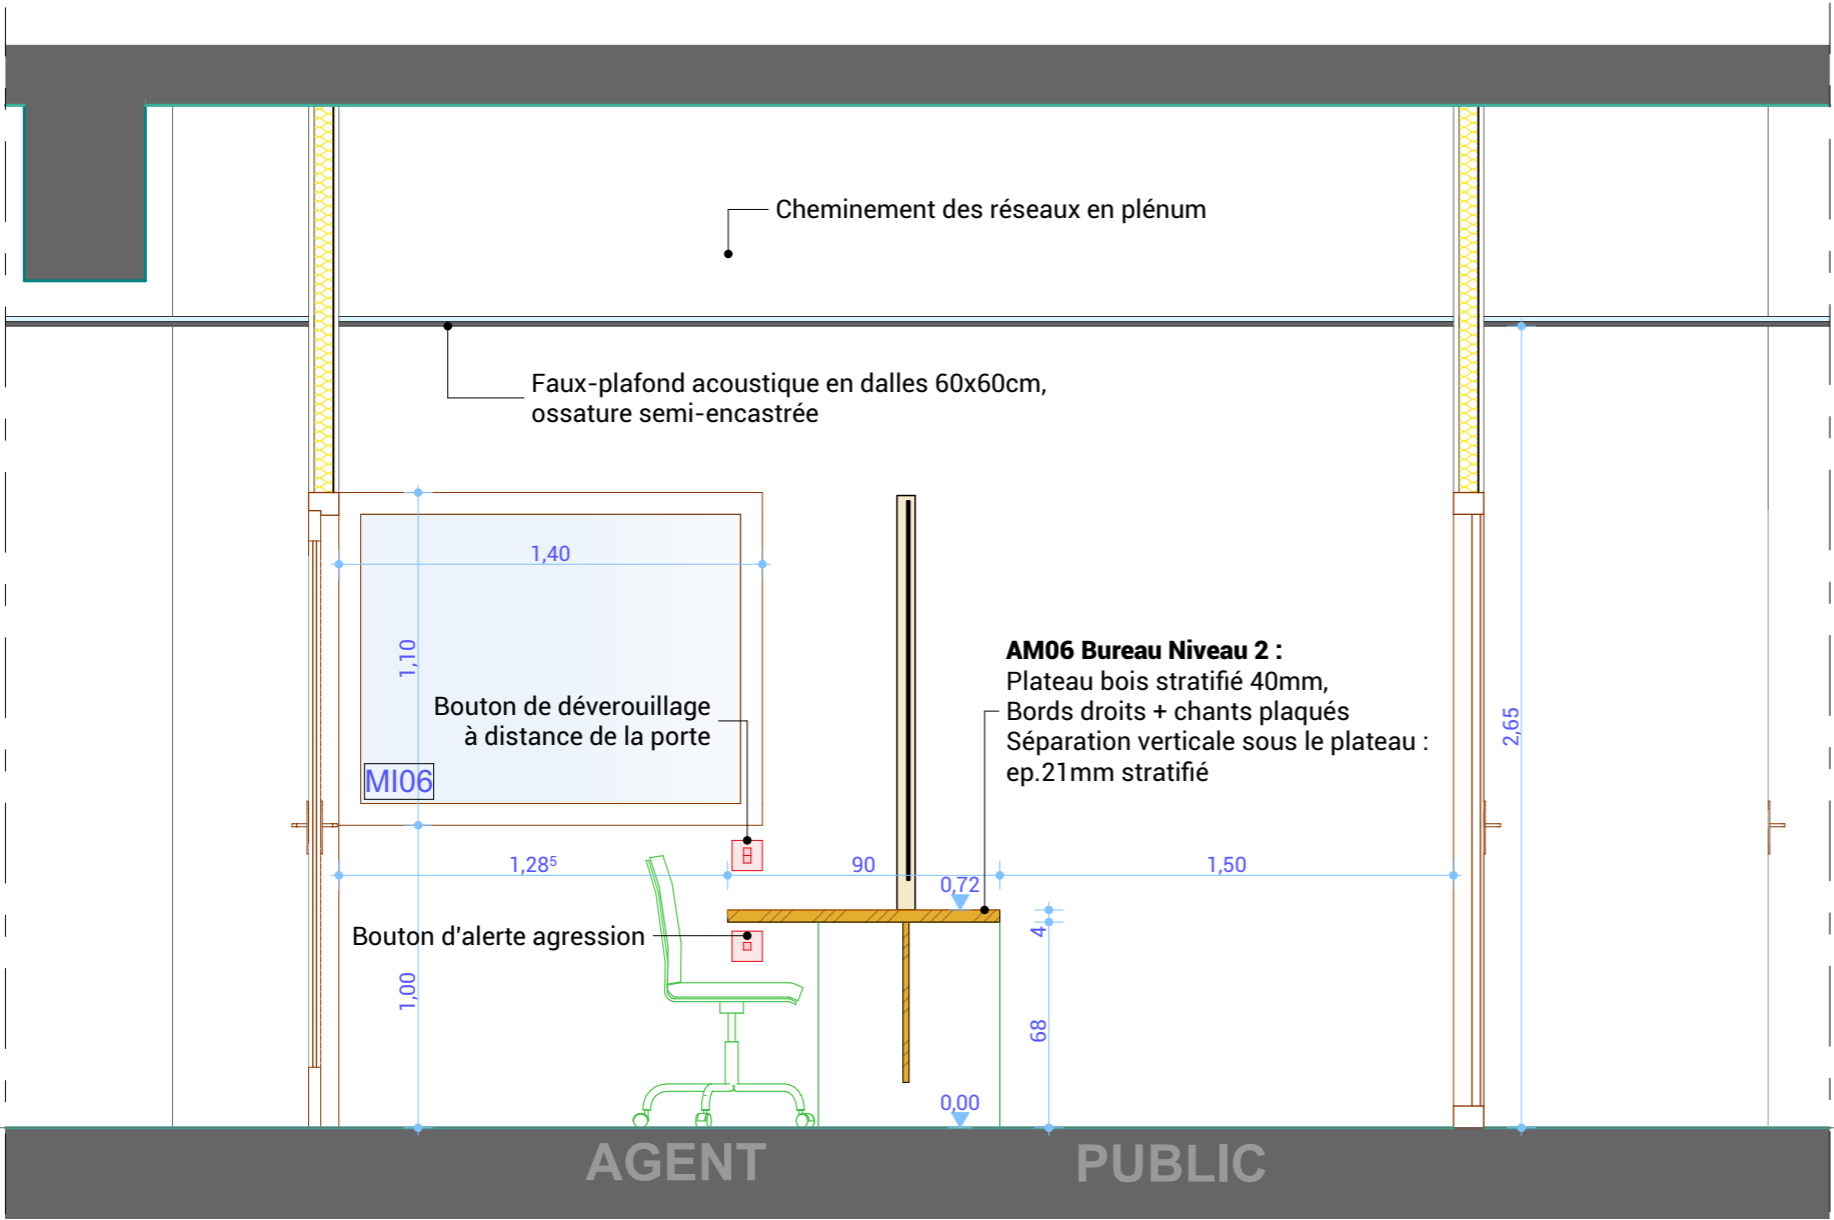 Cheminement des réseaux en plénum
Faux-plafond acoustique en dalles 60x60cm,
ossature semi-encastrée
1,40
1,10
AM06 Bureau Niveau 2 :
Plateau bois stratifié 40mm,
Bords droits + chants plaqués
Séparation verticale sous le plateau :
ep.21mm stratifié
Bouton de déverouillage
à distance de la porte
2,65
MI06
1,28⁵
90
1,50
0,72
4
Bouton d'alerte agression
1,00
68
0,00
AGENT
PUBLIC